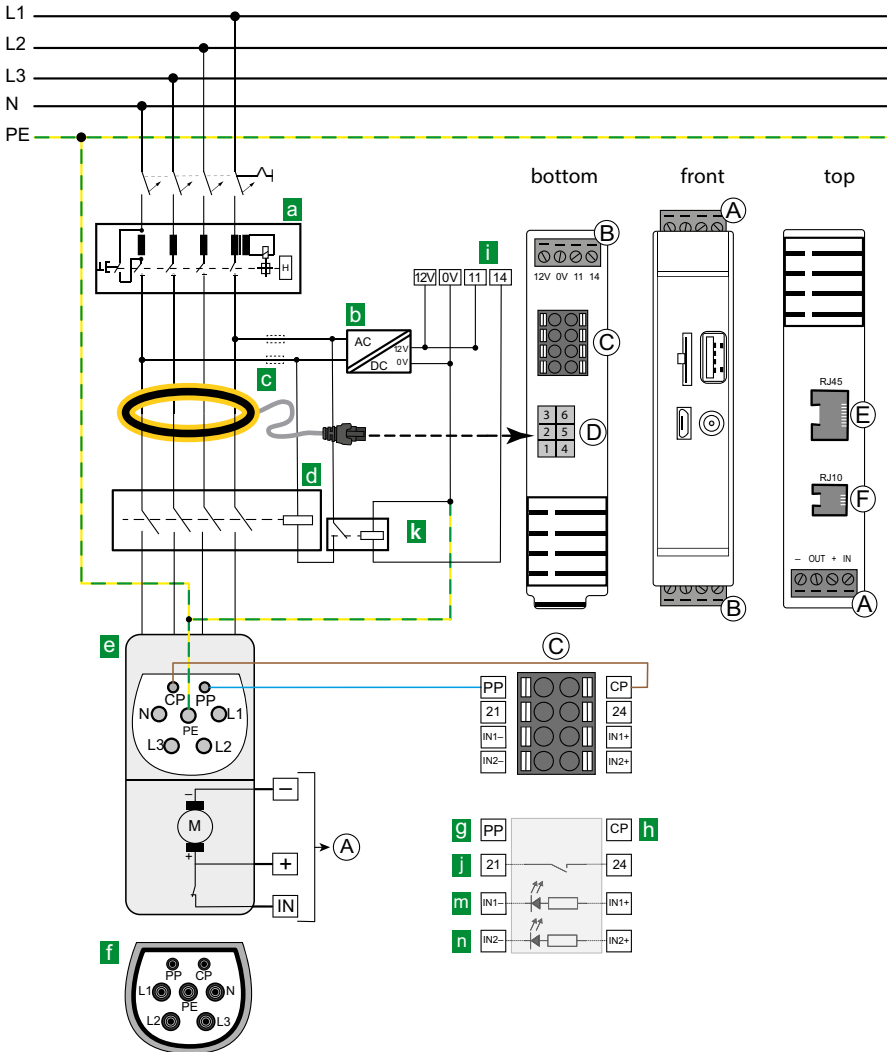 L1
L2
L3
N
PE
bottom front top
a
H
i
B
A
12V 0V 11 14
12V 0V 11 14
b
AC
DC
12V
0V
C
c
RJ45
E
3 6
2 5
1 4
D
d
RJ10
F
k
– OUT + IN
A
B
e
C
CP PP
N L1
PE
L3 L2
PP CP
21 24
IN1– IN1+
IN2– IN2+
–
–
M
+
+
IN
A
g PP CP h
j 21 24
m IN1– IN1+
n IN2– IN2+
f
PP CP
L1 N
PE
L2 L3